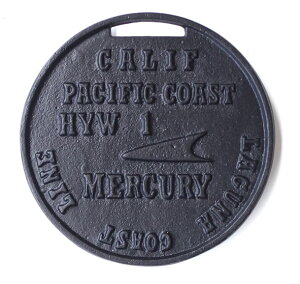 CALIF
PACIFIC COAST
HYW 1
MERCURY
LAGUNA
COAST
LINE